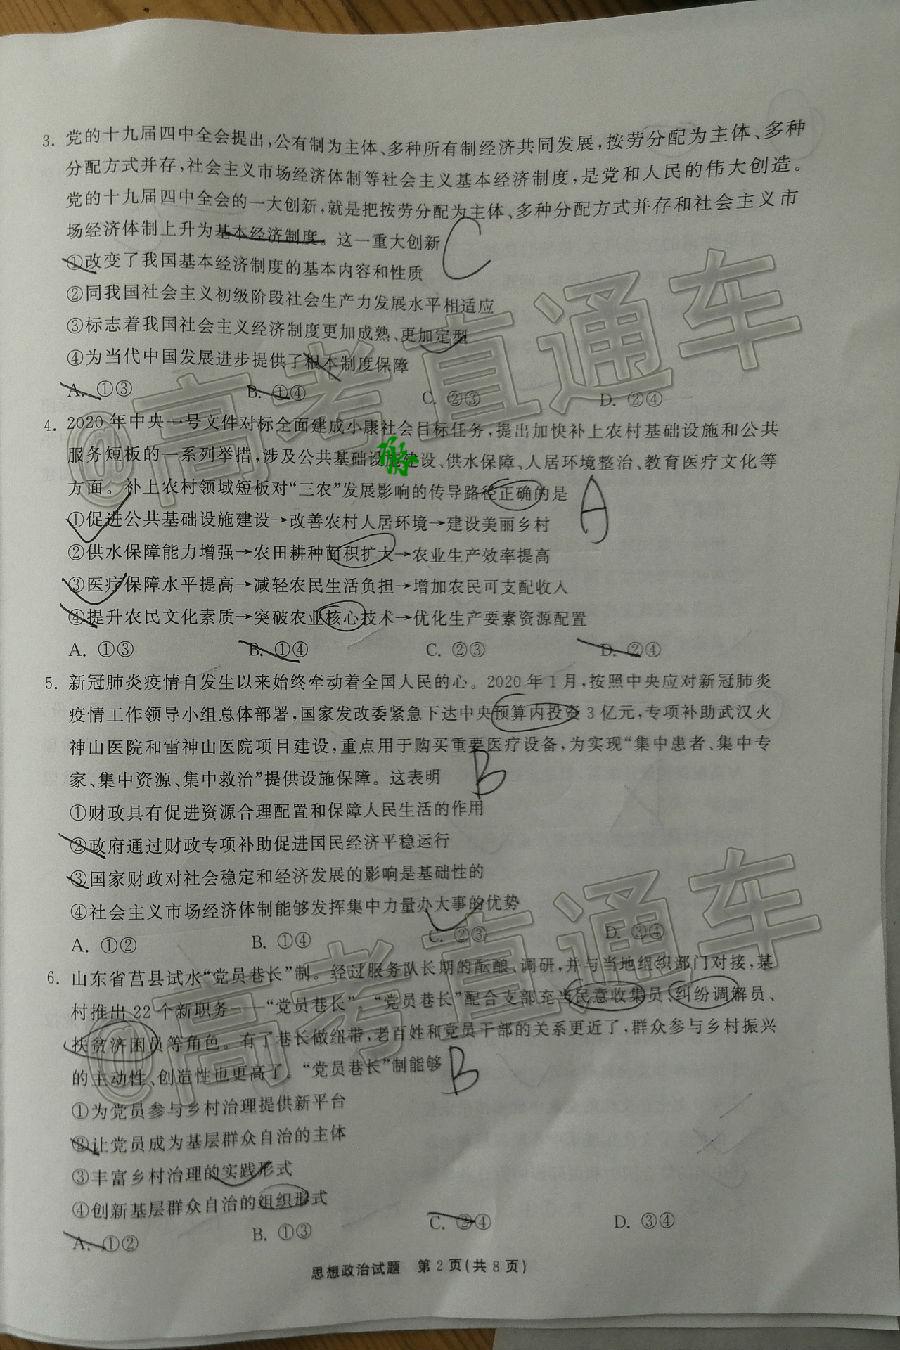 3. 党的十九届四中全会提出,公有制为主体、多种所有制经济共同发展,按劳分配为主体、多种
分配方式并存,社会主义市场经济体制等社会主义基本经济制度,是党和人民的伟大创造。
党的十九届四中全会的一大创新,就是把按劳分配为主体、多种分配方式并存和社会主义市
场经济体制上升为基本经济制度。这一重大创新 C
①改变了我国基本经济制度的基本内容和性质
②同我国社会主义初级阶段社会生产力发展水平相适应
③标志着我国社会主义经济制度更加成熟、更加定型
④为当代中国发展进步提供了根本制度保障
A. ①③ B. ①④ C. ②③ D. ②④
4. 2020年中央一号文件对标全面建成小康社会目标任务,提出加快补上农村基础设施和公共
服务短板的一系列举措,涉及公共基础设施建设、供水保障、人居环境整治、教育医疗文化等
方面。补上农村领域短板对“三农”发展影响的传导路径正确的是 A
①促进公共基础设施建设→改善农村人居环境→建设美丽乡村
②供水保障能力增强→农田耕种面积扩大→农业生产效率提高
③医疗保障水平提高→减轻农民生活负担→增加农民可支配收入
④提升农民文化素质→突破农业核心技术→优化生产要素资源配置
A. ①③ B. ①④ C. ②③ D. ②④
5. 新冠肺炎疫情自发生以来始终牵动着全国人民的心。2020年1月,按照中央应对新冠肺炎
疫情工作领导小组总体部署,国家发改委紧急下达中央预算内投资3亿元,专项补助武汉火
神山医院和雷神山医院项目建设,重点用于购买重要医疗设备,为实现“集中患者、集中专
家、集中资源、集中救治”提供设施保障。这表明 B
①财政具有促进资源合理配置和保障人民生活的作用
②政府通过财政专项补助促进国民经济平稳运行
③国家财政对社会稳定和经济发展的影响是基础性的
④社会主义市场经济体制能够发挥集中力量办大事的优势
A. ①② B. ①④ C. ②③ D. ③④
6. 山东省莒县试水“党员巷长”制。经过服务队长期的酝酿、调研,并与当地组织部门对接,某
村推出22个新职务——“党员巷长”。“党员巷长”配合支部充当民意收集员、纠纷调解员、
扶贫济困员等角色。有了巷长做纽带,老百姓和党员干部的关系更近了,群众参与乡村振兴
的主动性、创造性也更高了。“党员巷长”制能够 B
①为党员参与乡村治理提供新平台
②让党员成为基层群众自治的主体
③丰富乡村治理的实践形式
④创新基层群众自治的组织形式
A. ①② B. ①③ C. ②④ D. ③④
思想政治试题 第2页(共8页)
@高考直通车
@高考直通车